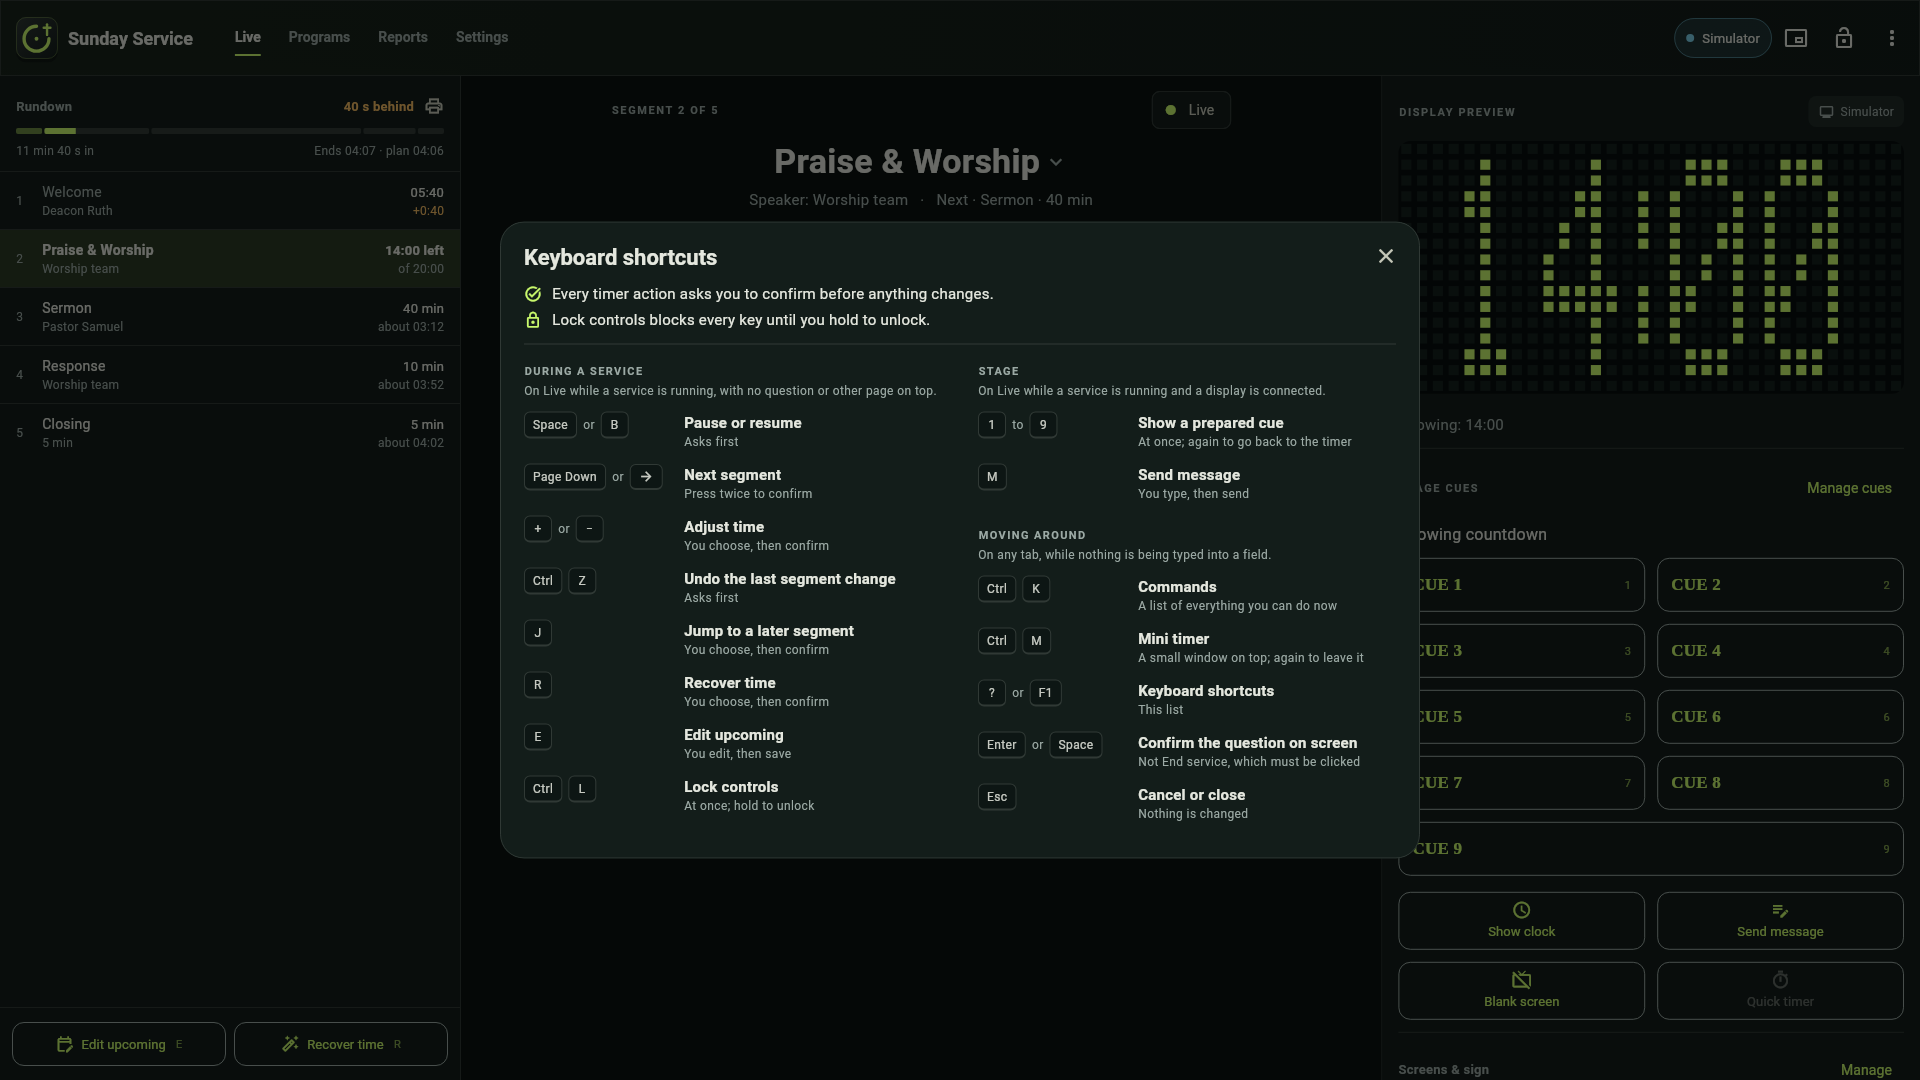 Sunday Service
Live
Programs
Reports
Settings
Simulator
Rundown
40 s behind
11 min 40 s in
Ends 04:07 · plan 04:06
1
Welcome
05:40
Deacon Ruth
+0:40
2
Praise & Worship
14:00 left
Worship team
of 20:00
3
Sermon
40 min
Pastor Samuel
about 03:12
4
Response
10 min
Worship team
about 03:52
5
Closing
5 min
5 min
about 04:02
Edit upcoming E
Recover time R
SEGMENT 2 OF 5
Live
Praise & Worship
Speaker: Worship team · Next · Sermon · 40 min
Keyboard shortcuts
Every timer action asks you to confirm before anything changes.
Lock controls blocks every key until you hold to unlock.
DURING A SERVICE
On Live while a service is running, with no question or other page on top.
Space or B
Pause or resume
Asks first
Page Down or →
Next segment
Press twice to confirm
+ or −
Adjust time
You choose, then confirm
Ctrl Z
Undo the last segment change
Asks first
J
Jump to a later segment
You choose, then confirm
R
Recover time
You choose, then confirm
E
Edit upcoming
You edit, then save
Ctrl L
Lock controls
At once; hold to unlock
STAGE
On Live while a service is running and a display is connected.
1 to 9
Show a prepared cue
At once; again to go back to the timer
M
Send message
You type, then send
MOVING AROUND
On any tab, while nothing is being typed into a field.
Ctrl K
Commands
A list of everything you can do now
Ctrl M
Mini timer
A small window on top; again to leave it
? or F1
Keyboard shortcuts
This list
Enter or Space
Confirm the question on screen
Not End service, which must be clicked
Esc
Cancel or close
Nothing is changed
DISPLAY PREVIEW
Simulator
14:00
owing: 14:00
AGE CUES
Manage cues
owing countdown
CUE 1 1
CUE 2 2
CUE 3 3
CUE 4 4
CUE 5 5
CUE 6 6
CUE 7 7
CUE 8 8
CUE 9 9
Show clock
Send message
Blank screen
Quick timer
Screens & sign
Manage